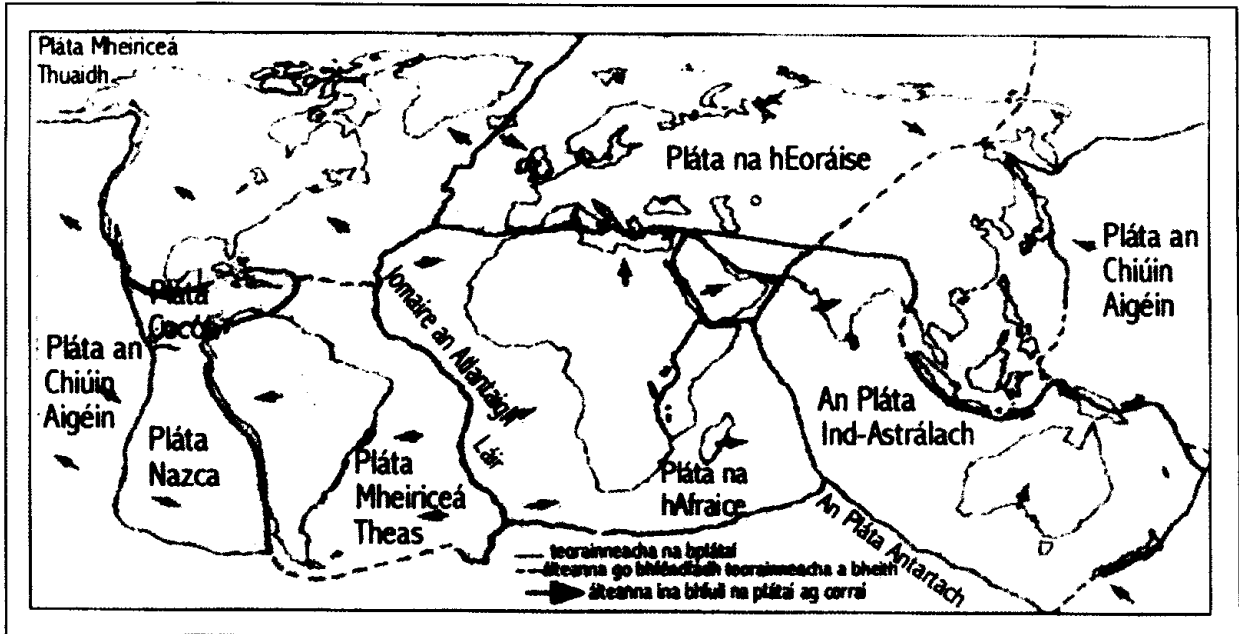 Pláta Mheiriceá
Thuaidh
Pláta na hEoráise
Pláta an
Chiúin
Aigéin
Pláta
Cocós
Iomaire an Atlantaigh
Láir
Pláta an
Chiúin
Aigéin
An Pláta
Ind-Astrálach
Pláta
Nazca
Pláta
Mheiriceá
Theas
Pláta na
hAfraice
An Pláta Antartach
teorainneacha na bplátaí
áiteanna go bhféadfadh teorainneacha a bheith
áiteanna ina bhfuil na plátaí ag corraí